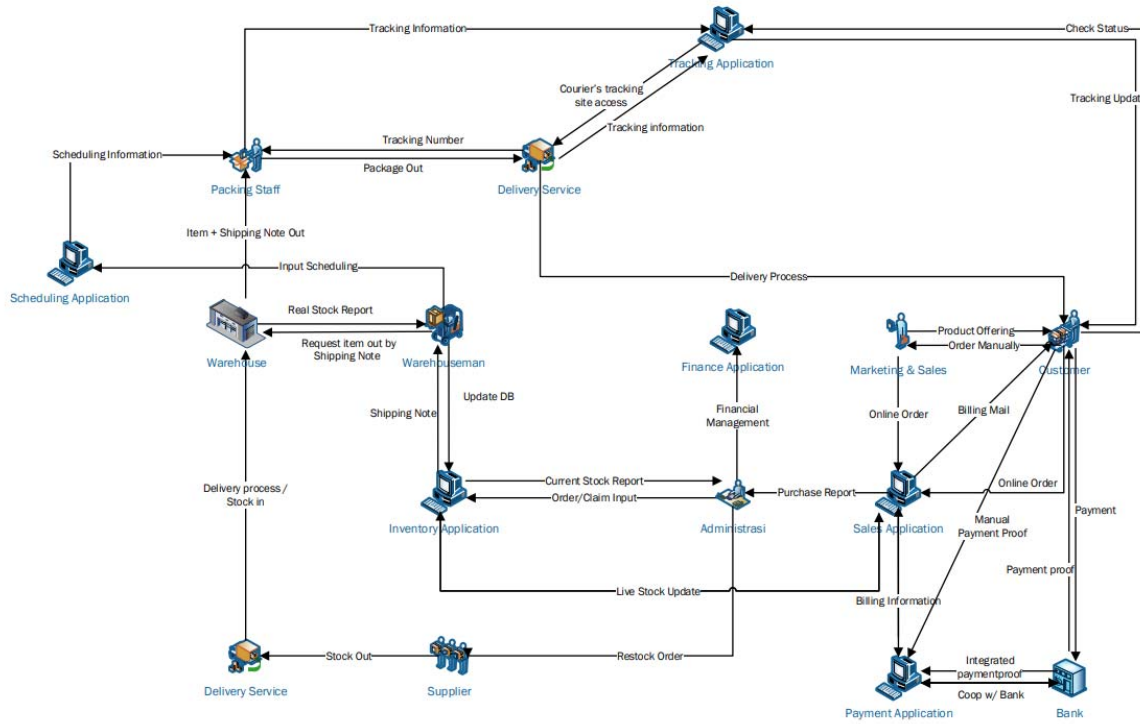 Tracking Information
Check Status
Tracking Application
Courier's tracking
site access
Tracking Updat
Tracking information
Tracking Number
Scheduling Information
Package Out
Packing Staff
Delivery Service
Item + Shipping Note Out
Input Scheduling
Delivery Process
Scheduling Application
Real Stock Report
Product Offering
Request item out by
Shipping Note
Order Manually
Warehouse
Warehouseman
Finance Application
Marketing & Sales
Customer
Update DB
Shipping Note
Financial
Management
Online Order
Billing Mail
Current Stock Report
Online Order
Delivery process /
Stock in
Order/Claim Input
Purchase Report
Inventory Application
Administrasi
Sales Application
Manual
Payment Proof
Payment
Payment proof
Live Stock Update
Billing Information
Stock Out
Restock Order
Integrated
paymentproof
Delivery Service
Supplier
Coop w/ Bank
Payment Application
Bank